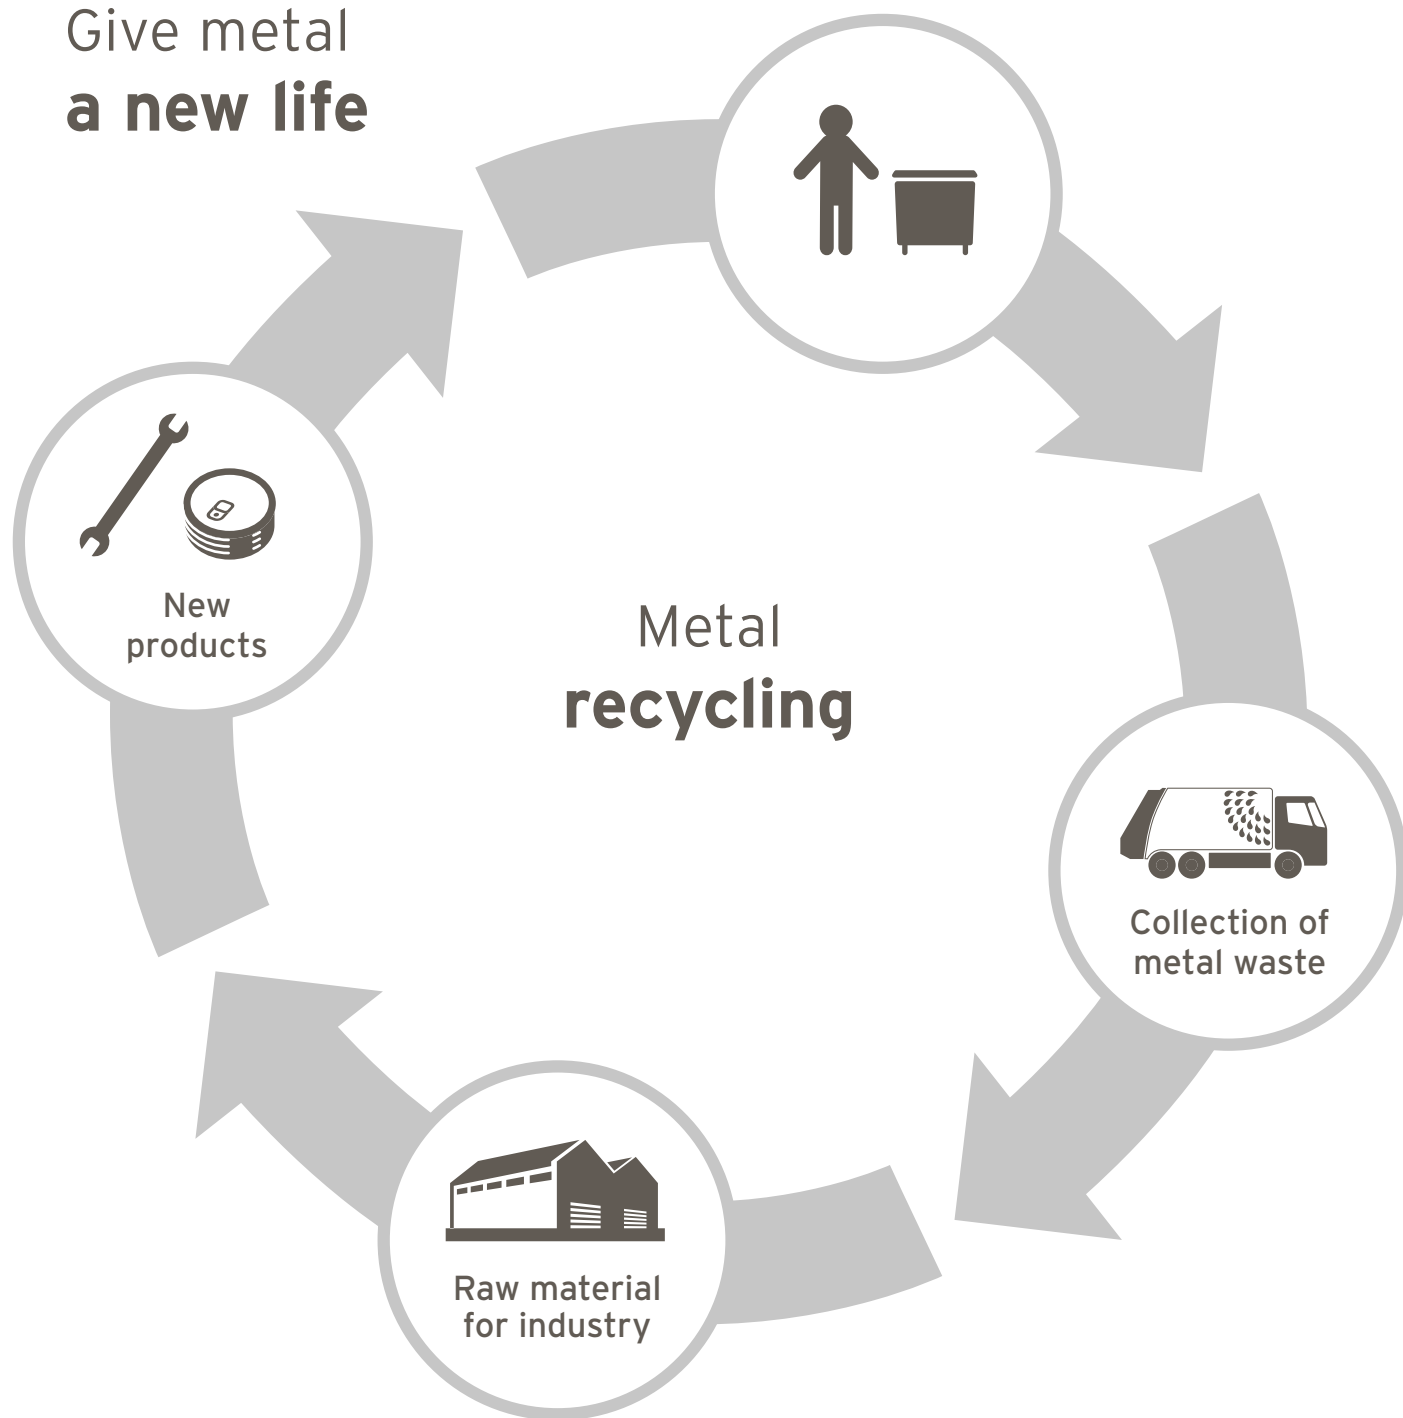 Give metal
a new life
New
products
Metal
recycling
Collection of
metal waste
Raw material
for industry